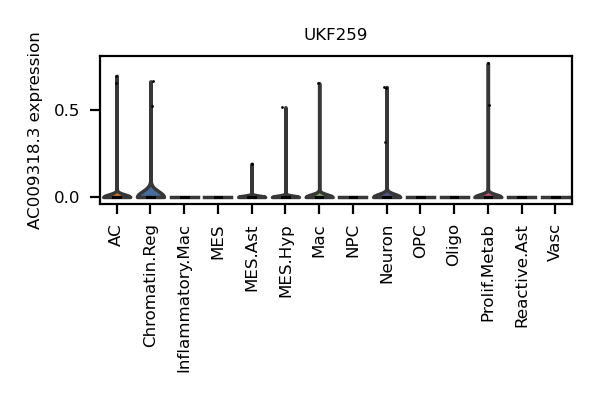 UKF259
AC009318.3 expression
0.5
0.0
AC
Chromatin.Reg
Inflammatory.Mac
MES
MES.Ast
MES.Hyp
Mac
NPC
Neuron
OPC
Oligo
Prolif.Metab
Reactive.Ast
Vasc